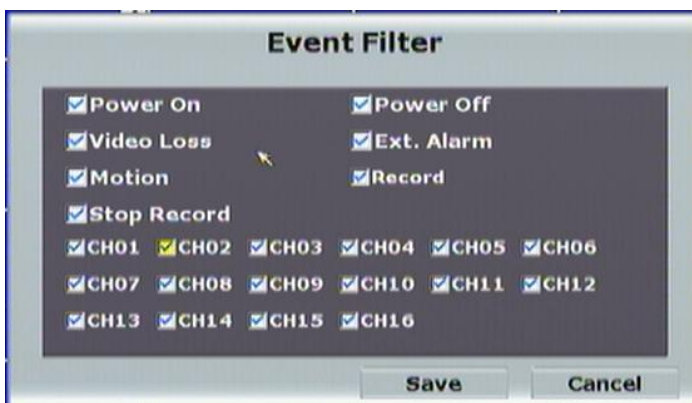 Event Filter
Power On Power Off
Video Loss Ext. Alarm
Motion Record
Stop Record
CH01 CH02 CH03 CH04 CH05 CH06
CH07 CH08 CH09 CH10 CH11 CH12
CH13 CH14 CH15 CH16
Save Cancel